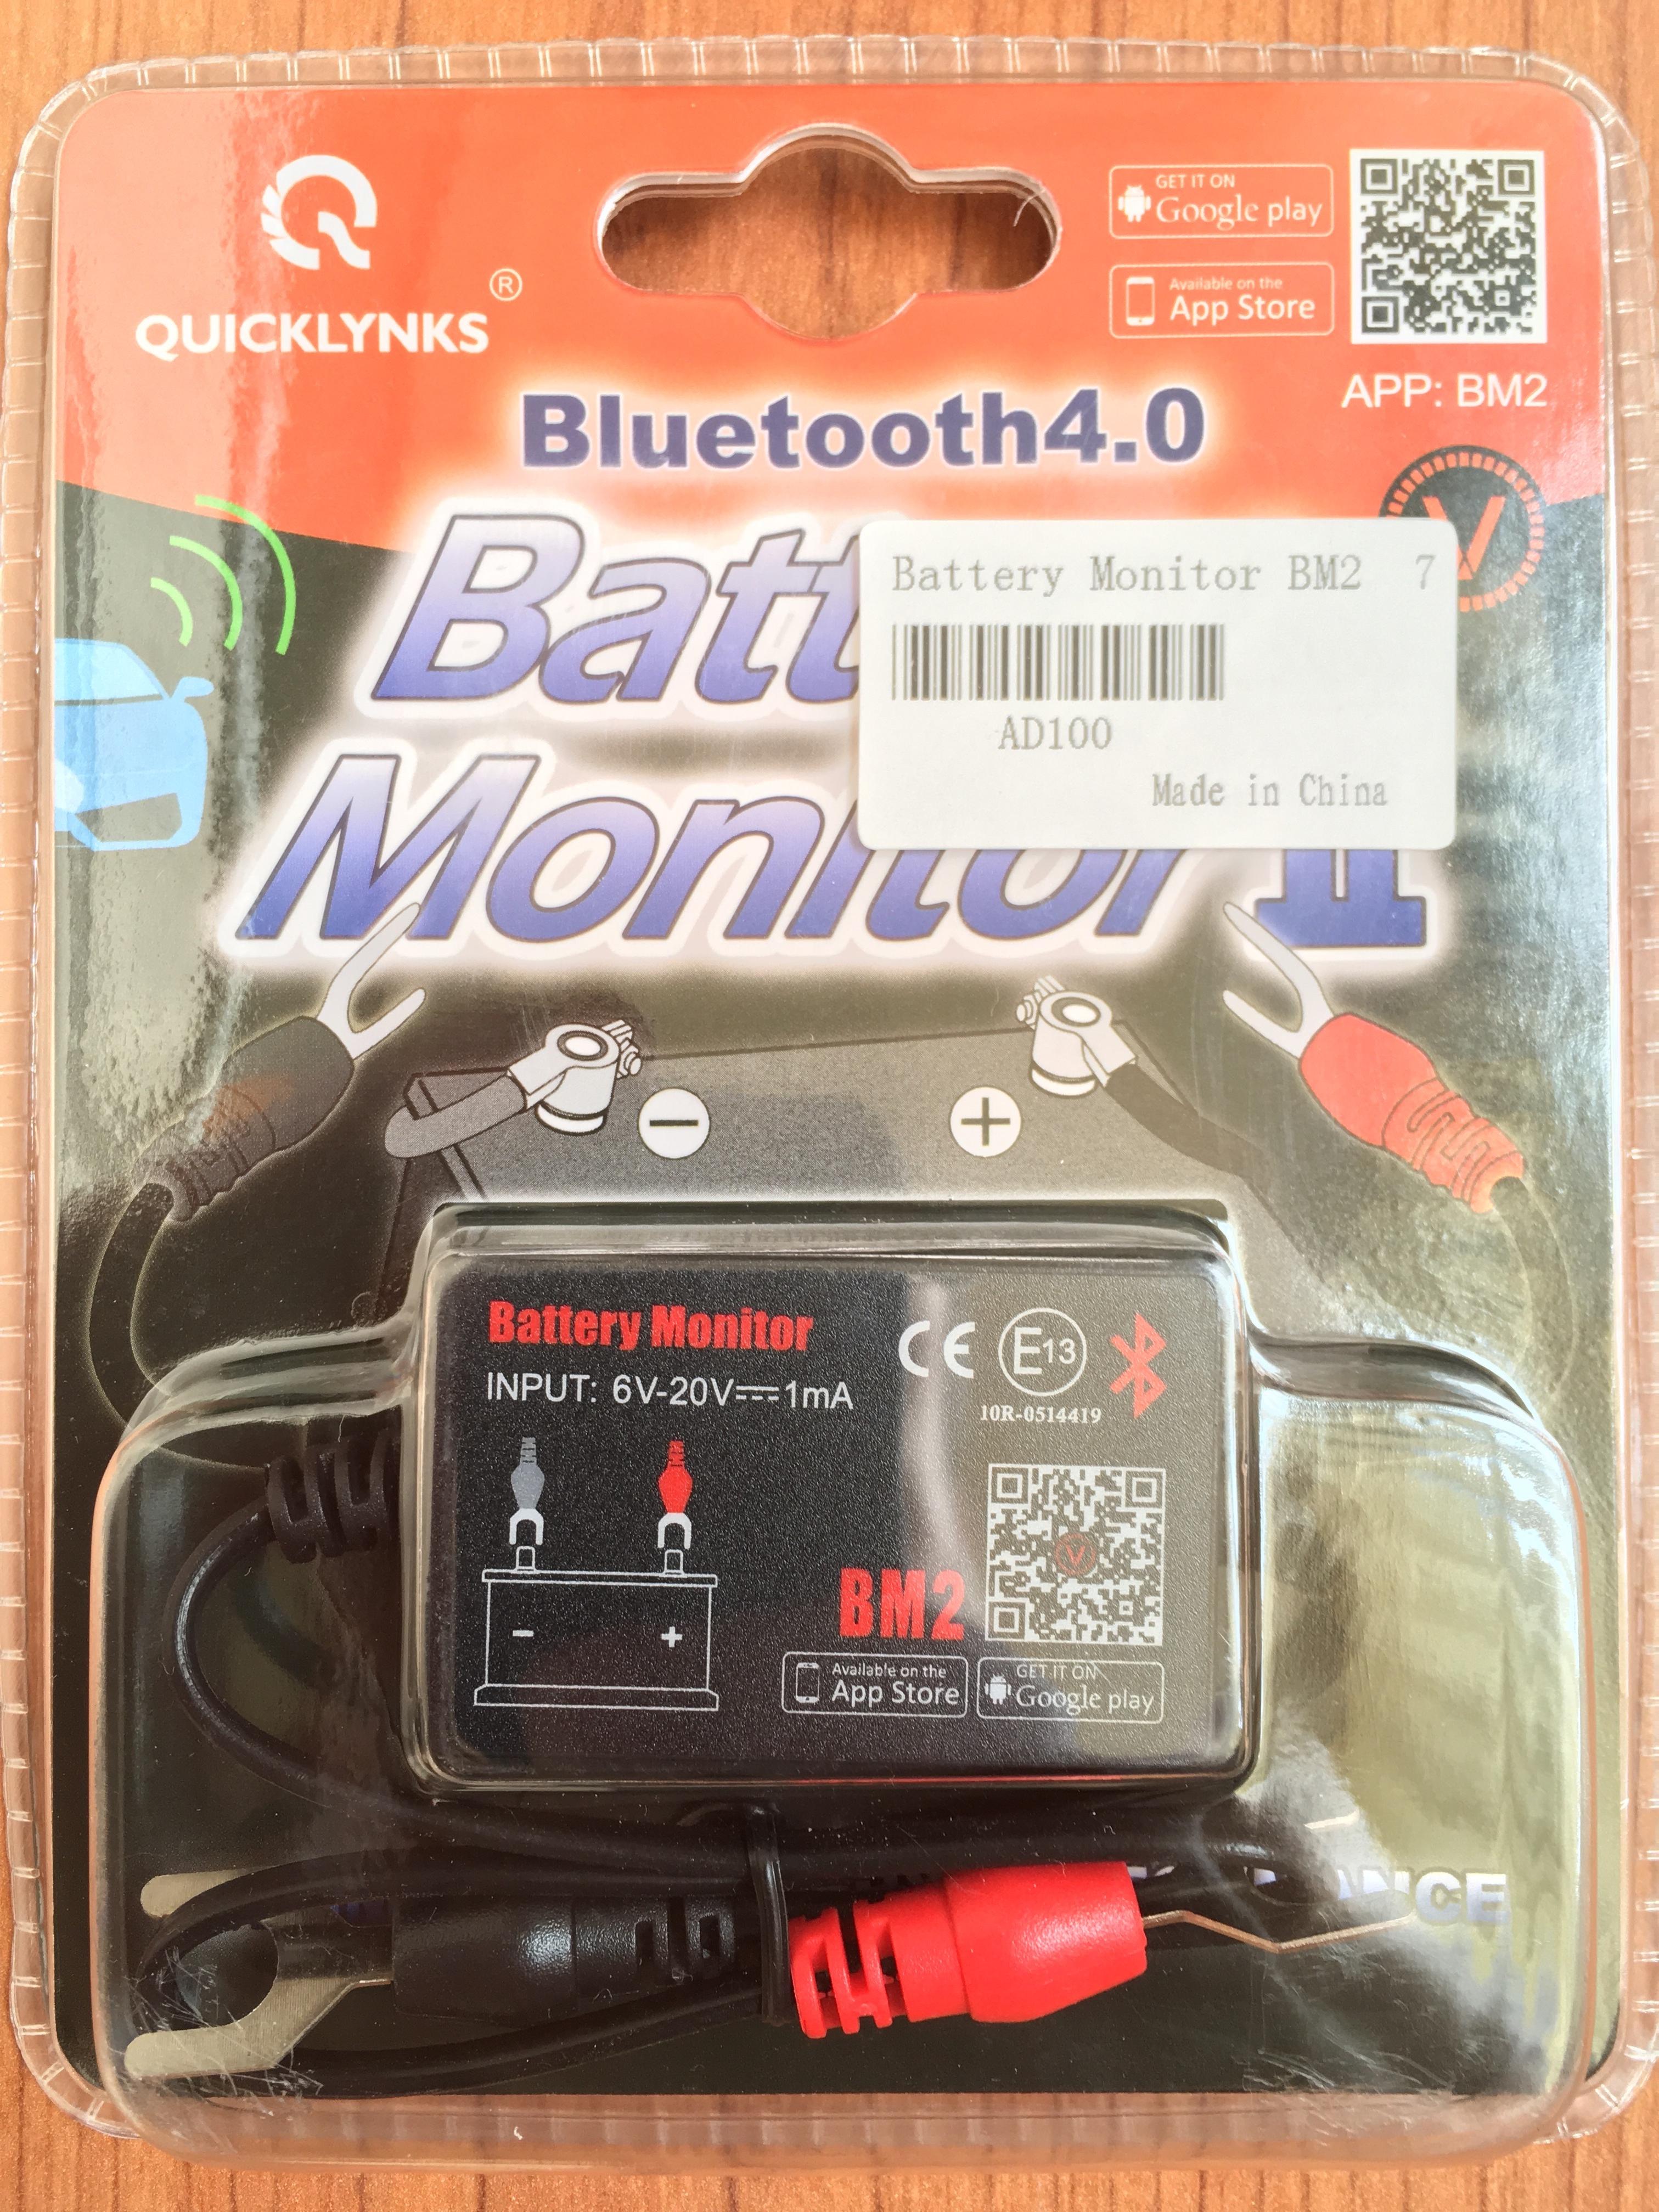 QUICKLYNKS
®
GET IT ON
Google play
Available on the
App Store
APP: BM2
Bluetooth4.0
V
Battery Monitor BM2 7
AD100
Made in China
Monitor II
− +
Battery Monitor
INPUT: 6V-20V⎓1mA
CE E13
10R-0514419
V
BM2
- +
Available on the
App Store
GET IT ON
Google play